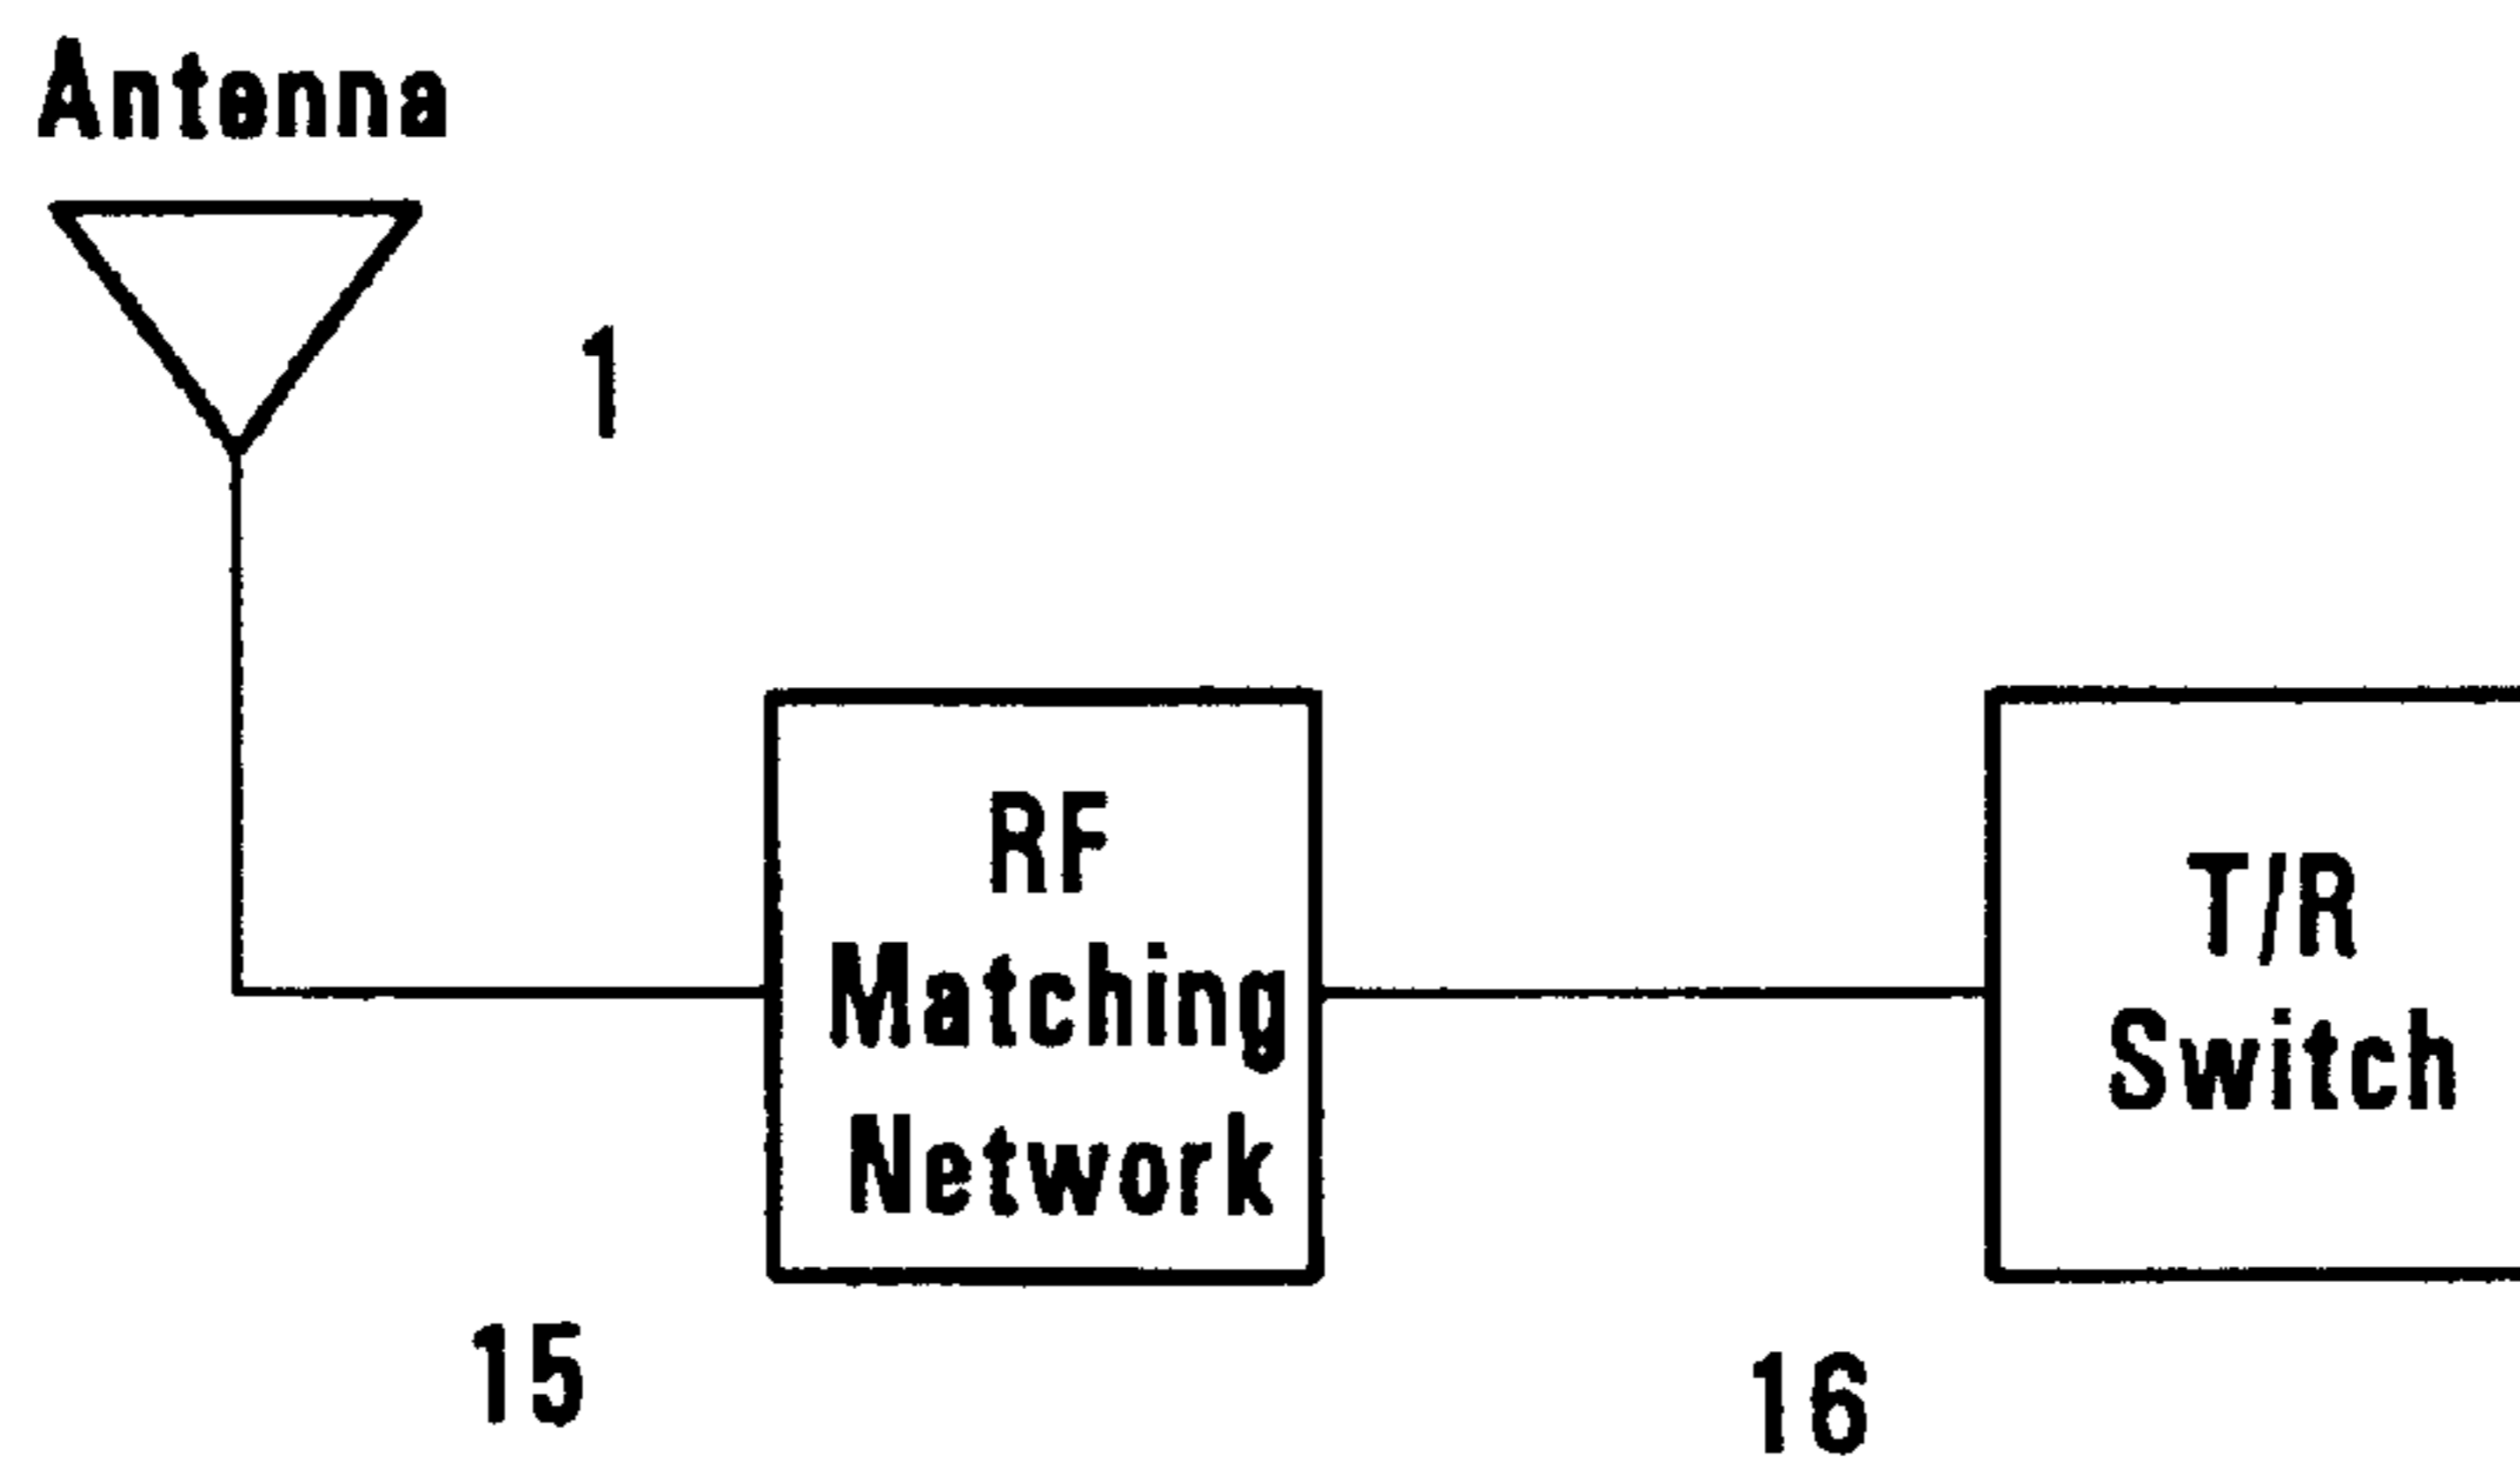 Antenna
1
RF
Matching
Network
T/R
Switch
15
16